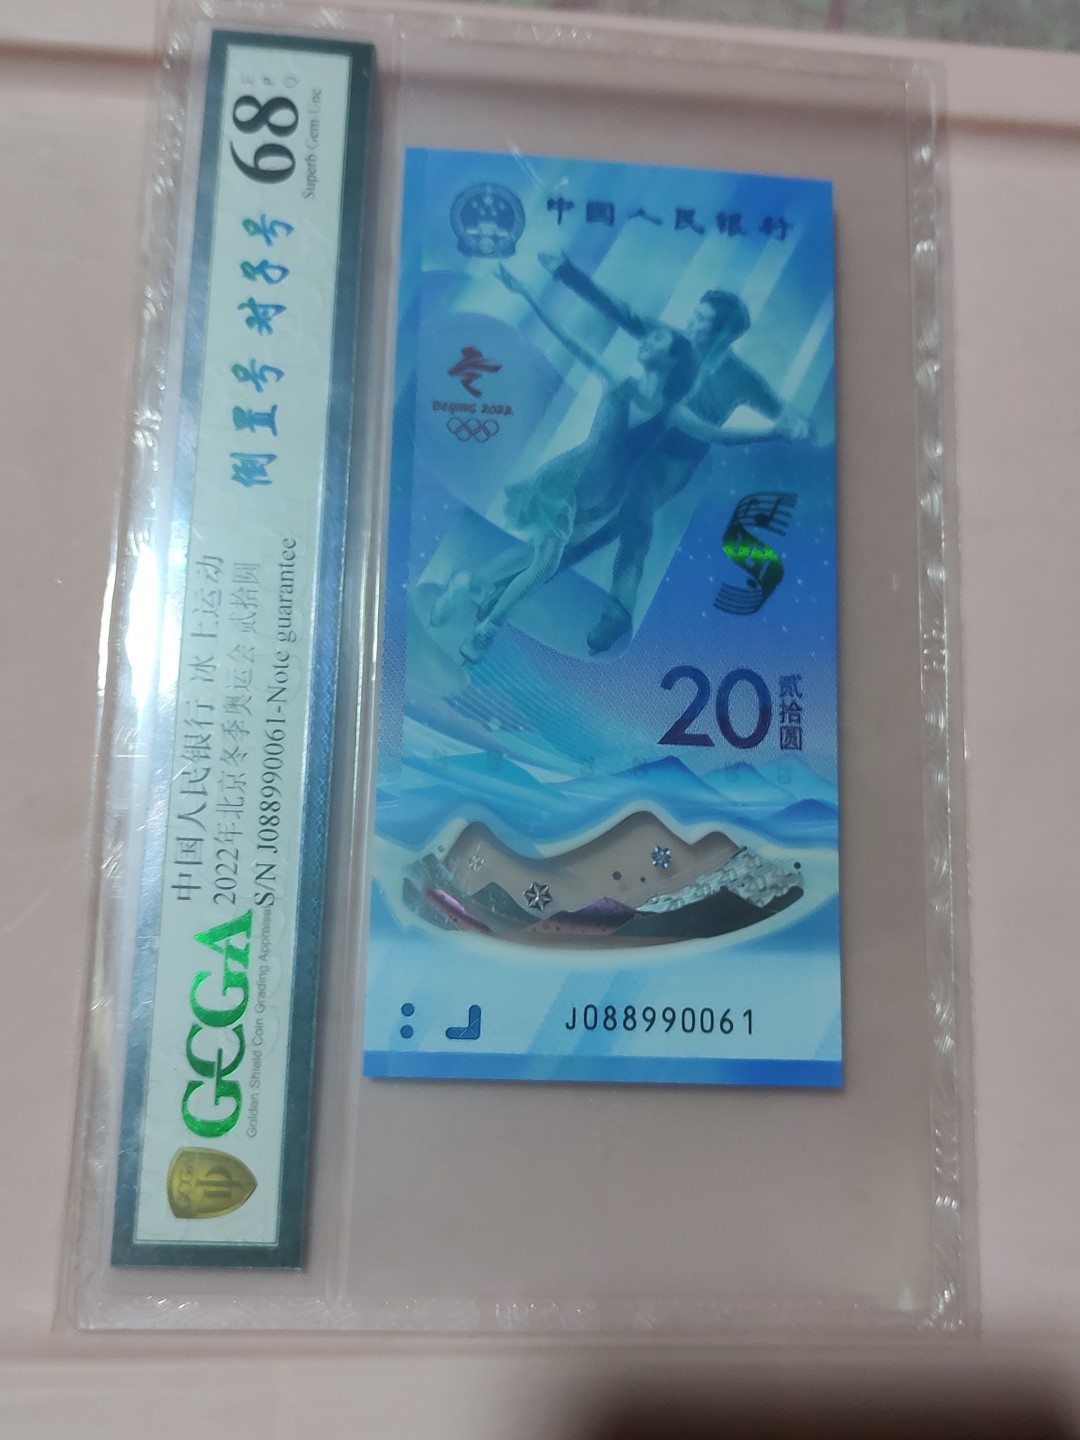 中国人民银行 冰上运动
2022年北京冬季奥运会 贰拾圆
S/N J088990061-Note guarantee
倒置号 对子号
68
EPQ
Superb Gem Unc
GCGA
Golden Shield Coin Grading Appraisal
中国人民银行
BEIJING 2022
20
贰拾圆
J088990061